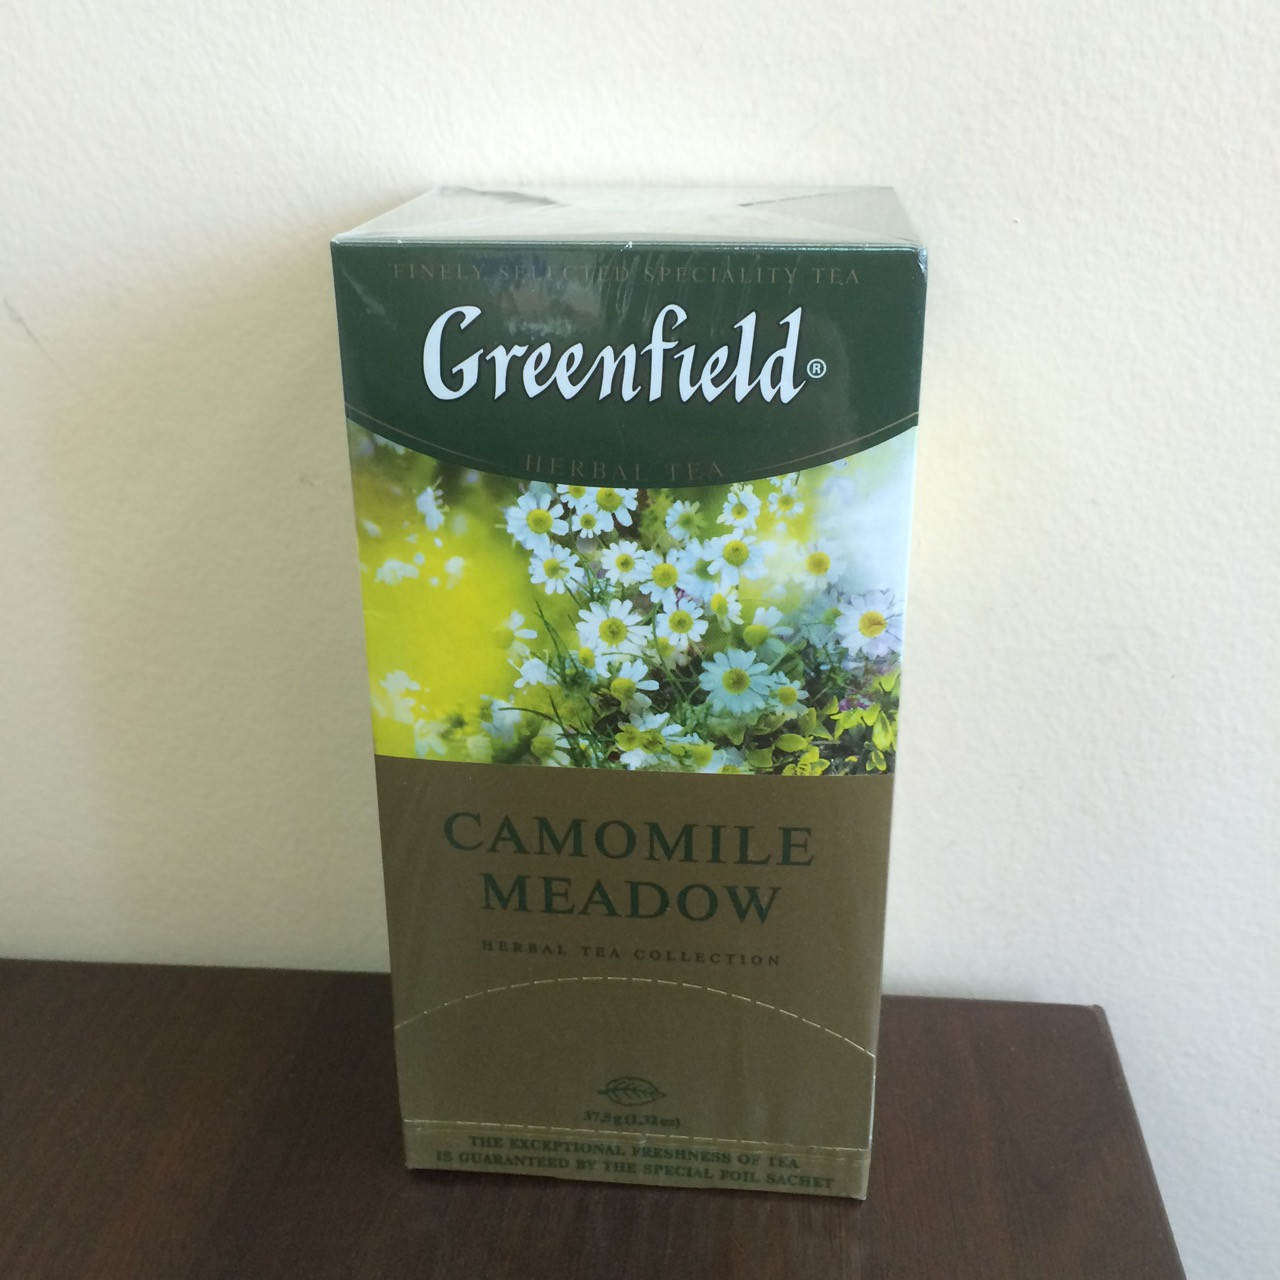 FINELY SELECTED SPECIALITY TEA
Greenfield®
HERBAL TEA
CAMOMILE
MEADOW
HERBAL TEA COLLECTION
37,5 g (1,32 oz)
THE EXCEPTIONAL FRESHNESS OF TEA
IS GUARANTEED BY THE SPECIAL FOIL SACHET